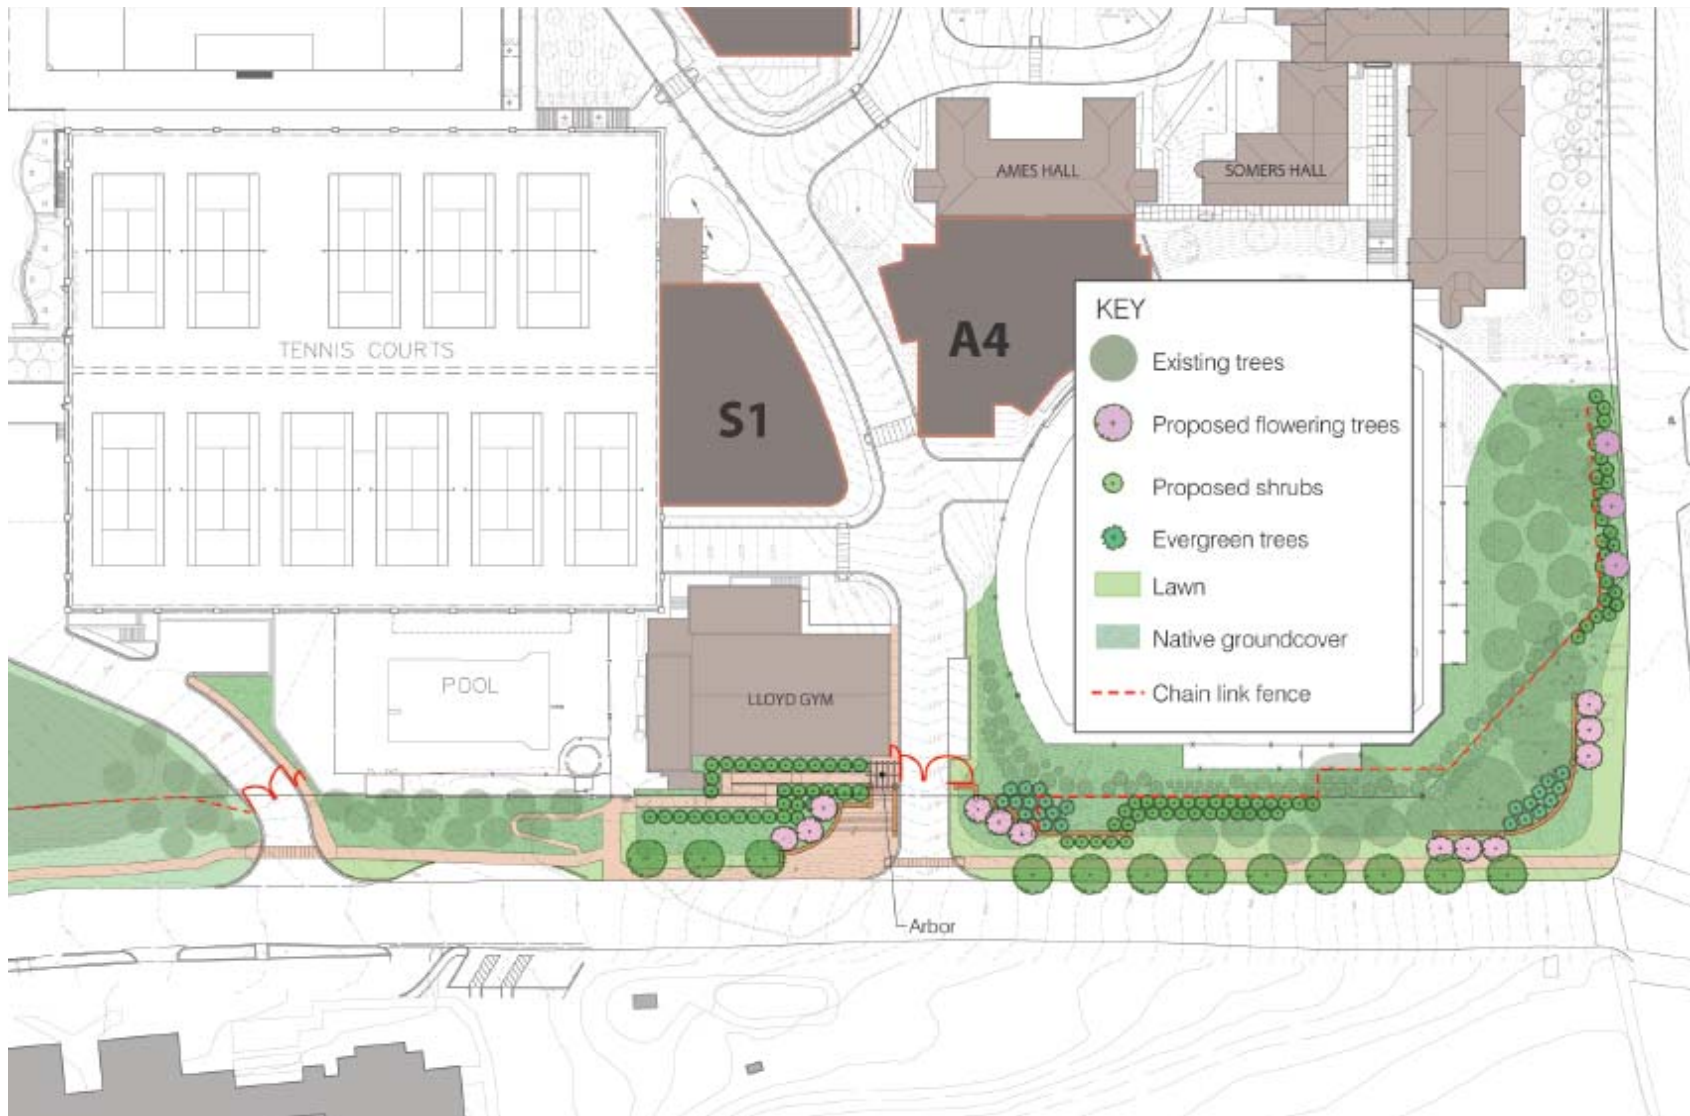 AMES HALL
SOMERS HALL
TENNIS COURTS
S1
A4
KEY
Existing trees
Proposed flowering trees
Proposed shrubs
Evergreen trees
Lawn
Native groundcover
Chain link fence
POOL
LLOYD GYM
Arbor